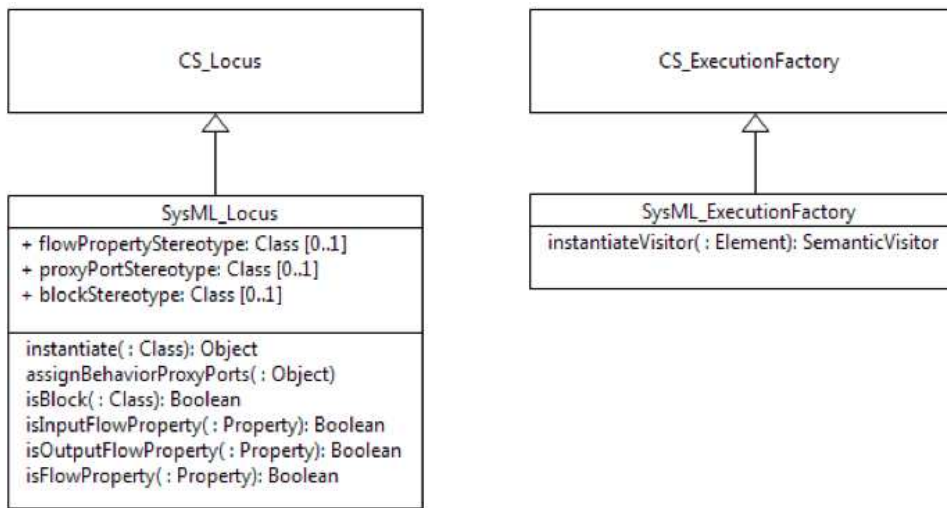 CS_Locus
SysML_Locus
+ flowPropertyStereotype: Class [0..1]
+ proxyPortStereotype: Class [0..1]
+ blockStereotype: Class [0..1]
instantiate( : Class): Object
assignBehaviorProxyPorts( : Object)
isBlock( : Class): Boolean
isInputFlowProperty( : Property): Boolean
isOutputFlowProperty( : Property): Boolean
isFlowProperty( : Property): Boolean
CS_ExecutionFactory
SysML_ExecutionFactory
instantiateVisitor( : Element): SemanticVisitor